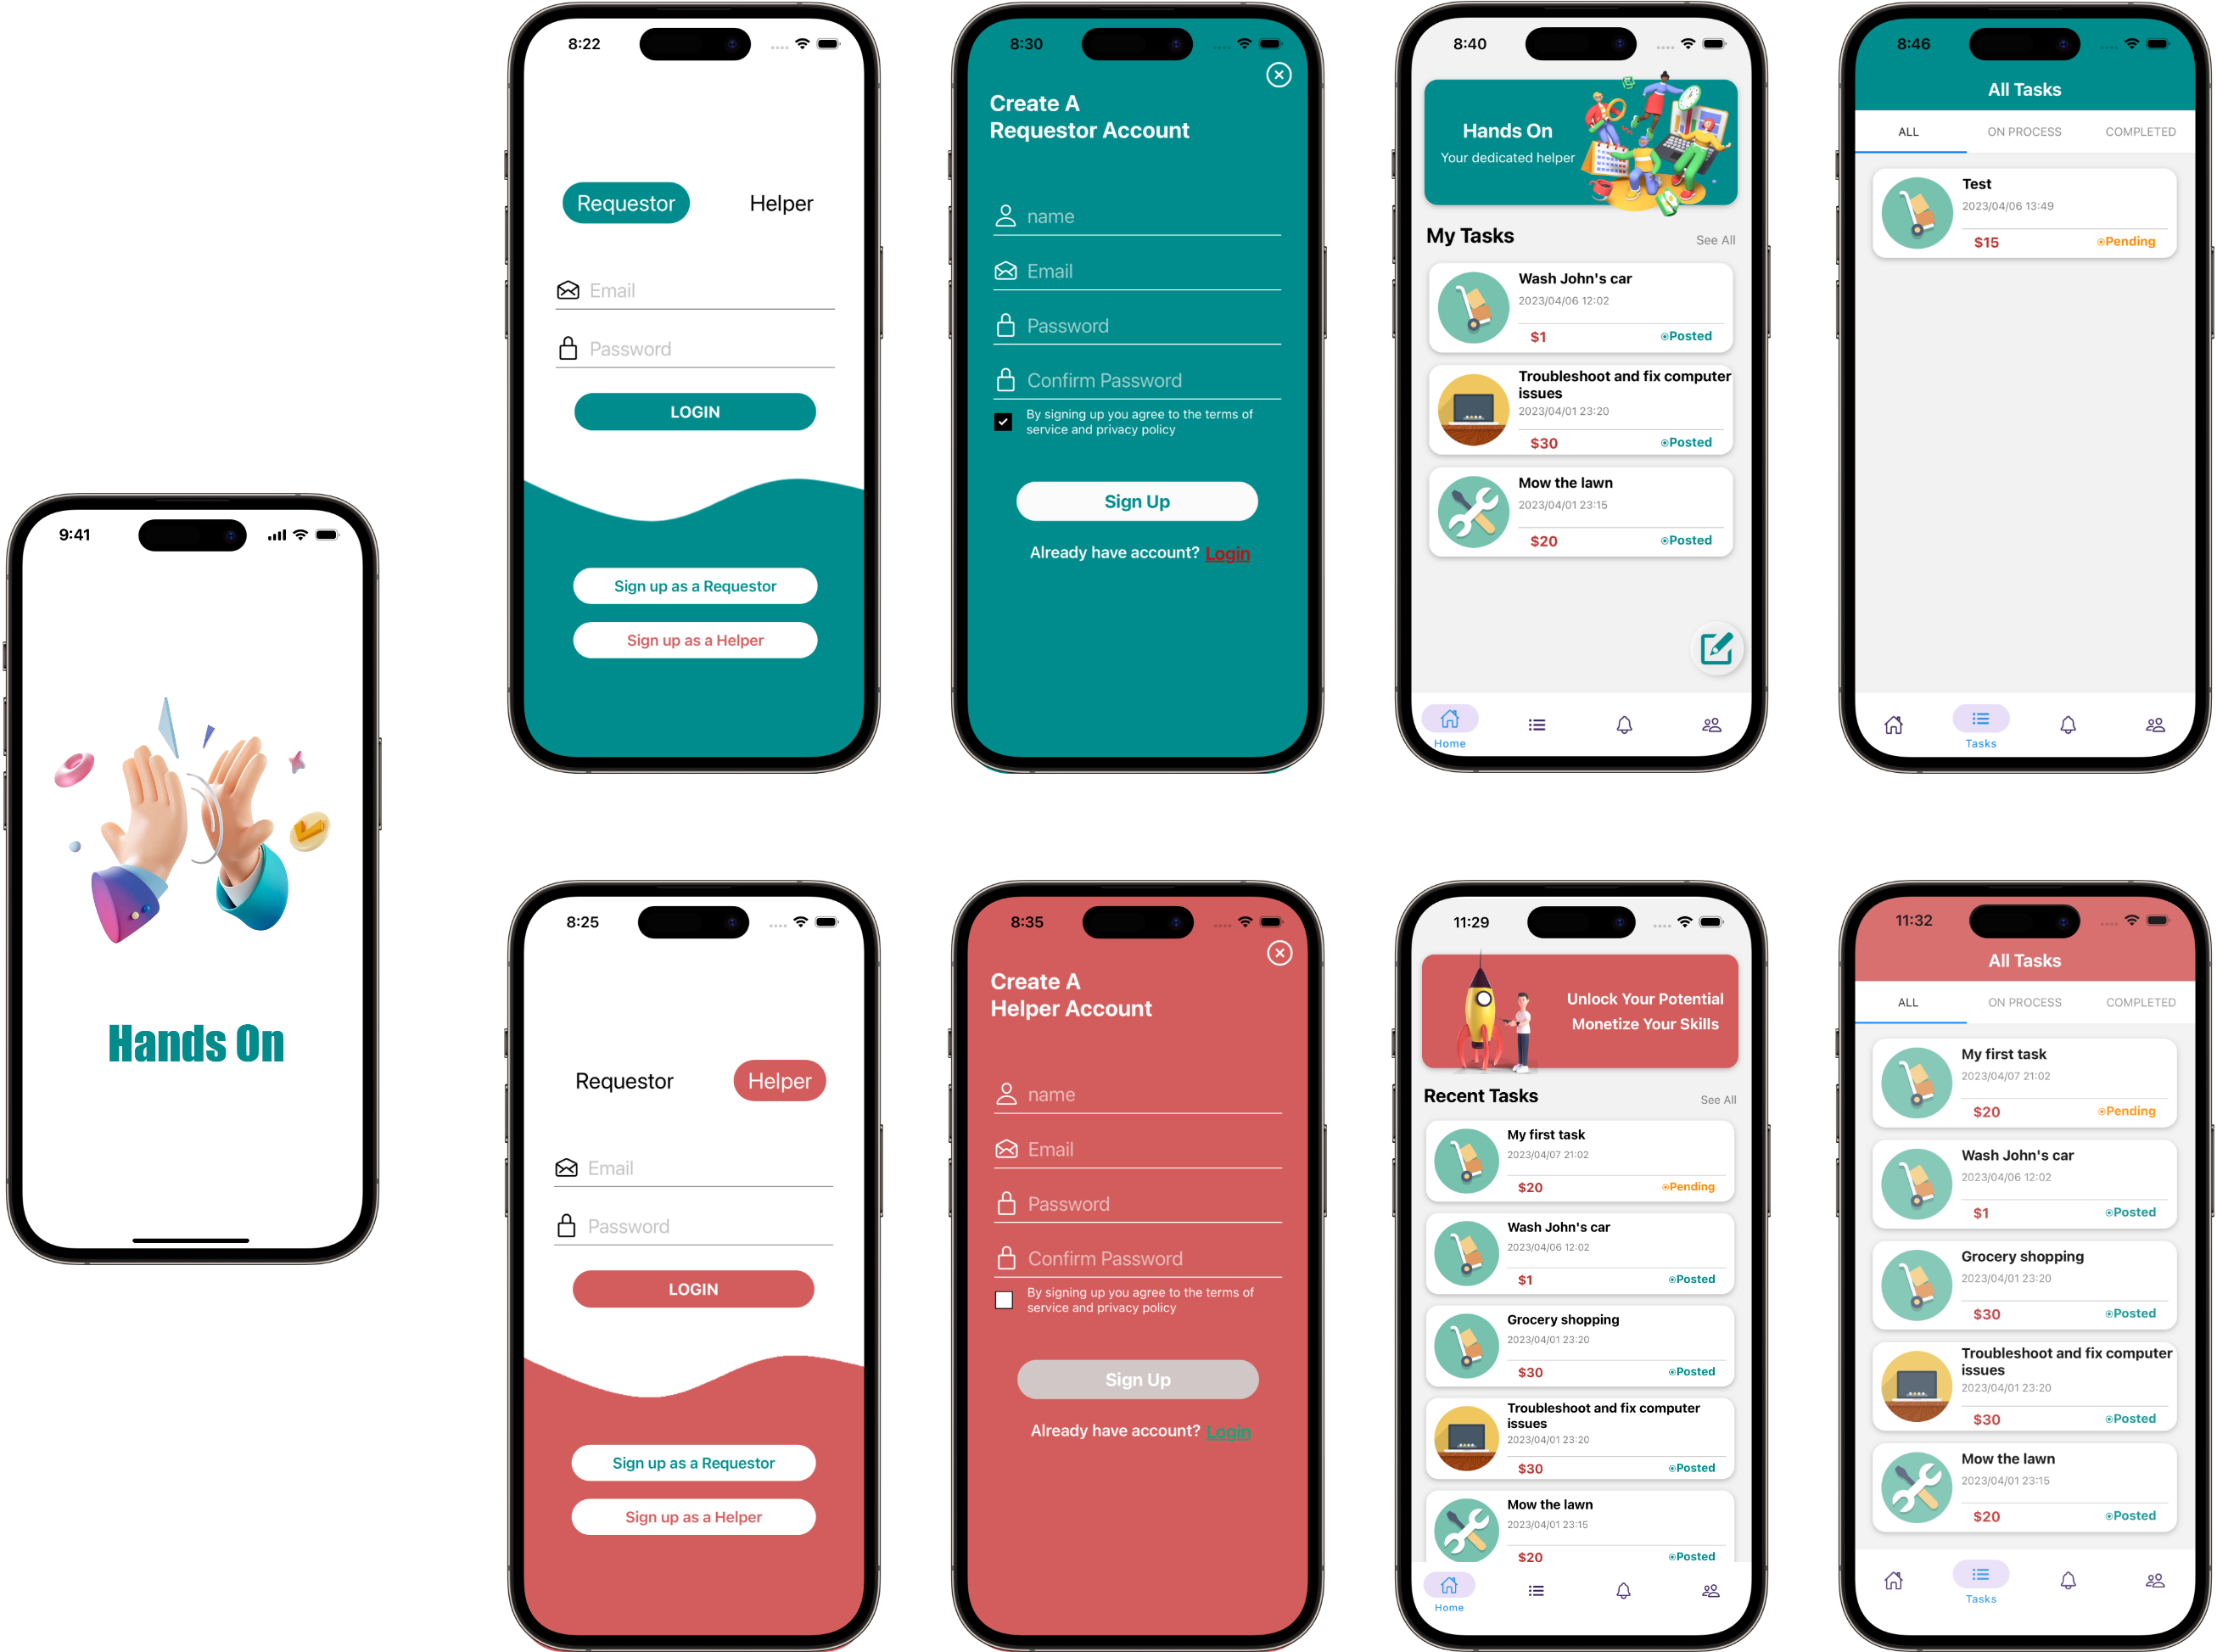 9:41
Hands On
8:22
Requestor Helper
Email
Password
LOGIN
Sign up as a Requestor
Sign up as a Helper
8:30
Create A
Requestor Account
name
Email
Password
Confirm Password
By signing up you agree to the terms of
service and privacy policy
Sign Up
Already have account? Login
8:40
Hands On
Your dedicated helper
My Tasks See All
Wash John's car
2023/04/06 12:02
$1 Posted
Troubleshoot and fix computer
issues
2023/04/01 23:20
$30 Posted
Mow the lawn
2023/04/01 23:15
$20 Posted
Home
8:46
All Tasks
ALL ON PROCESS COMPLETED
Test
2023/04/06 13:49
$15 Pending
Tasks
8:25
Requestor Helper
Email
Password
LOGIN
Sign up as a Requestor
Sign up as a Helper
8:35
Create A
Helper Account
name
Email
Password
Confirm Password
By signing up you agree to the terms of
service and privacy policy
Sign Up
Already have account? Login
11:29
Unlock Your Potential
Monetize Your Skills
Recent Tasks See All
My first task
2023/04/07 21:02
$20 Pending
Wash John's car
2023/04/06 12:02
$1 Posted
Grocery shopping
2023/04/01 23:20
$30 Posted
Troubleshoot and fix computer
issues
2023/04/01 23:20
$30 Posted
Mow the lawn
2023/04/01 23:15
$20 Posted
Home
11:32
All Tasks
ALL ON PROCESS COMPLETED
My first task
2023/04/07 21:02
$20 Pending
Wash John's car
2023/04/06 12:02
$1 Posted
Grocery shopping
2023/04/01 23:20
$30 Posted
Troubleshoot and fix computer
issues
2023/04/01 23:20
$30 Posted
Mow the lawn
2023/04/01 23:15
$20 Posted
Tasks